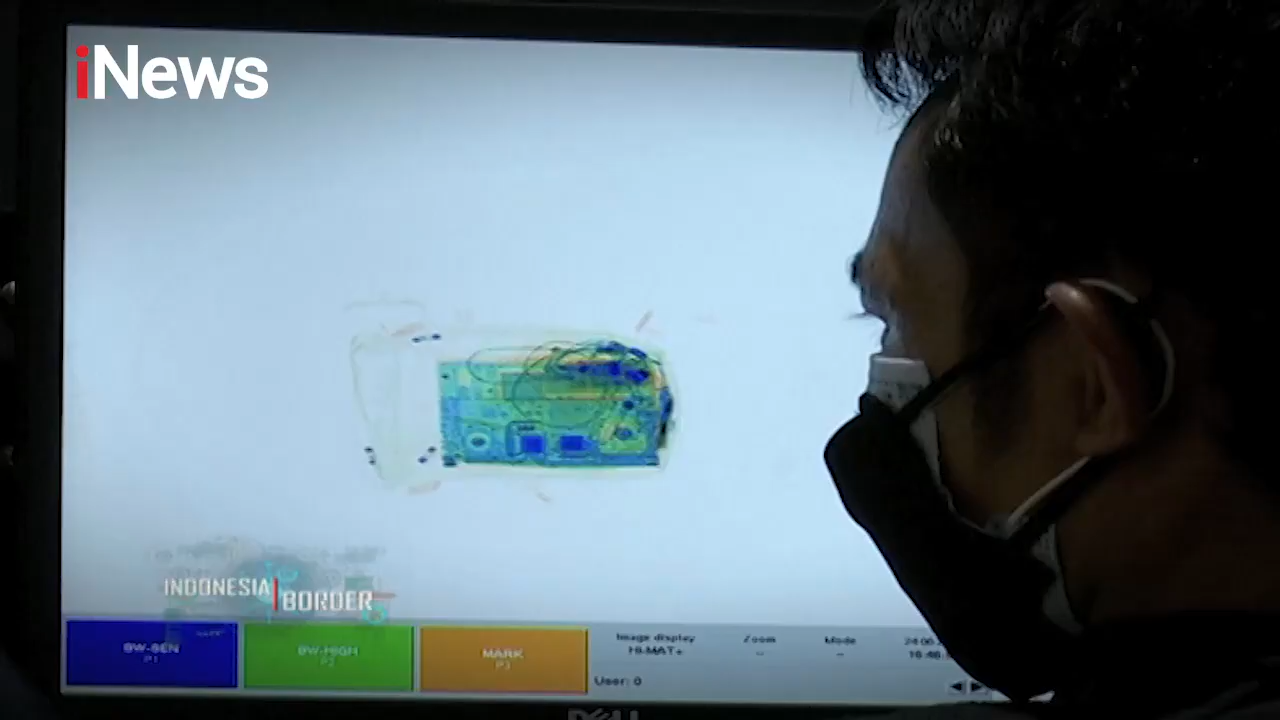 iNews
INDONESIA
BORDER
BW-SEN
P1
BW-HIGH
P2
MARK
P3
Image display
HI-MAT+
Zoom
--
Mode
--
User: 0
DELL